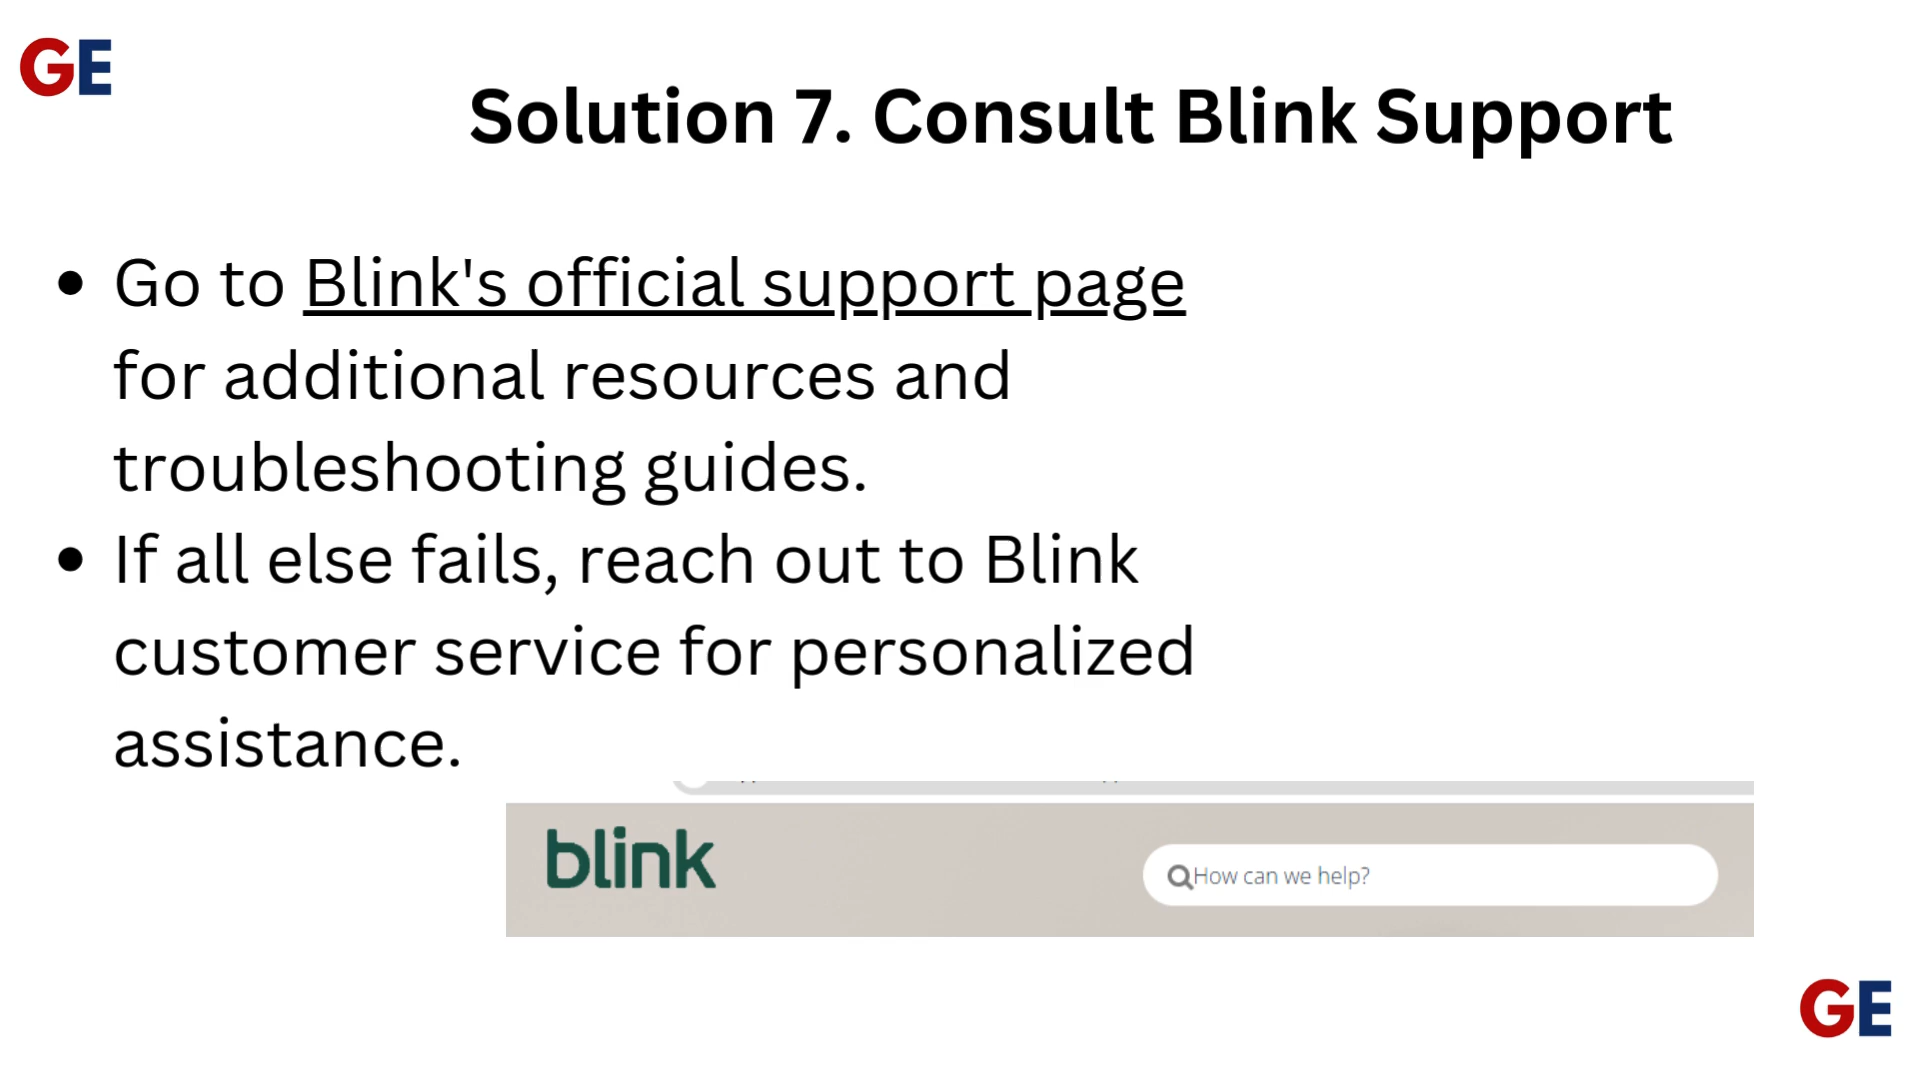 GE
Solution 7. Consult Blink Support
• Go to Blink's official support page
for additional resources and
troubleshooting guides.
• If all else fails, reach out to Blink
customer service for personalized
assistance.
blink
How can we help?
GE